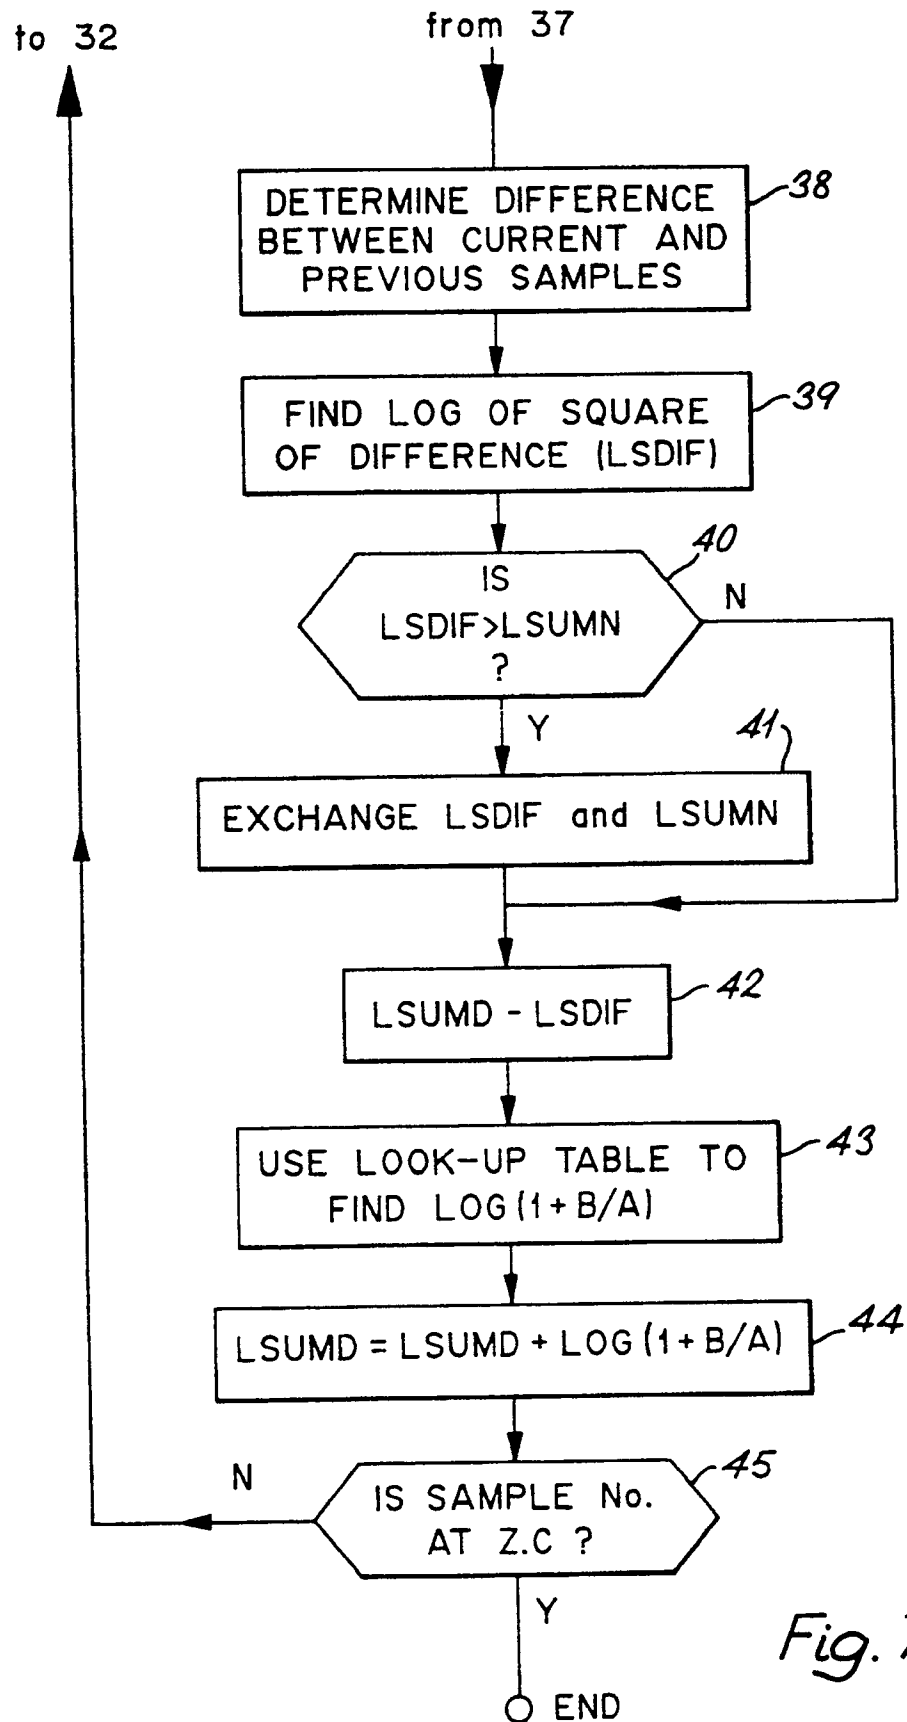 to 32
from 37
38
DETERMINE DIFFERENCE
BETWEEN CURRENT AND
PREVIOUS SAMPLES
39
FIND LOG OF SQUARE
OF DIFFERENCE (LSDIF)
40
IS
LSDIF>LSUMN
?
N
Y
41
EXCHANGE LSDIF and LSUMN
42
LSUMD - LSDIF
43
USE LOOK-UP TABLE TO
FIND LOG (1 + B/A)
44
LSUMD = LSUMD + LOG (1 + B/A)
45
N
IS SAMPLE No.
AT Z.C ?
Y
END
Fig.